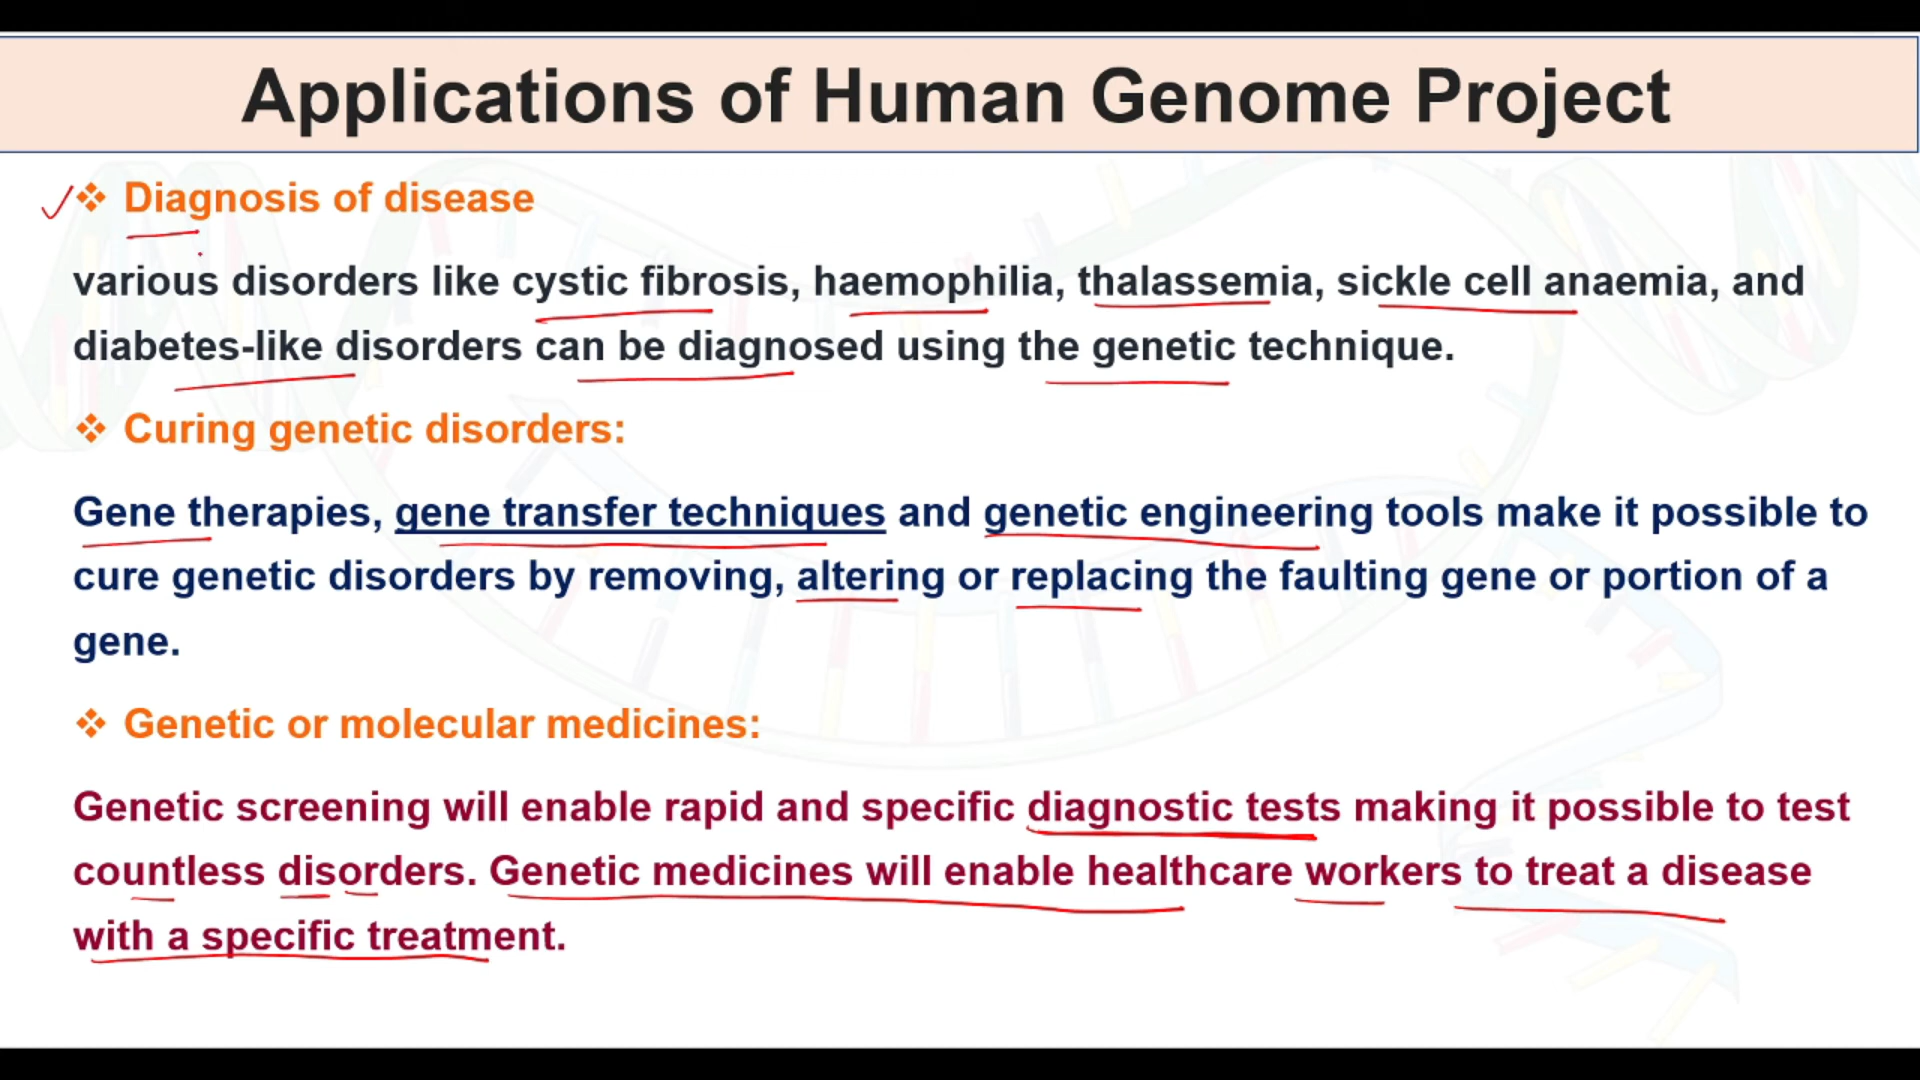 Applications of Human Genome Project
❖ Diagnosis of disease
various disorders like cystic fibrosis, haemophilia, thalassemia, sickle cell anaemia, and
diabetes-like disorders can be diagnosed using the genetic technique.
❖ Curing genetic disorders:
Gene therapies, gene transfer techniques and genetic engineering tools make it possible to
cure genetic disorders by removing, altering or replacing the faulting gene or portion of a
gene.
❖ Genetic or molecular medicines:
Genetic screening will enable rapid and specific diagnostic tests making it possible to test
countless disorders. Genetic medicines will enable healthcare workers to treat a disease
with a specific treatment.